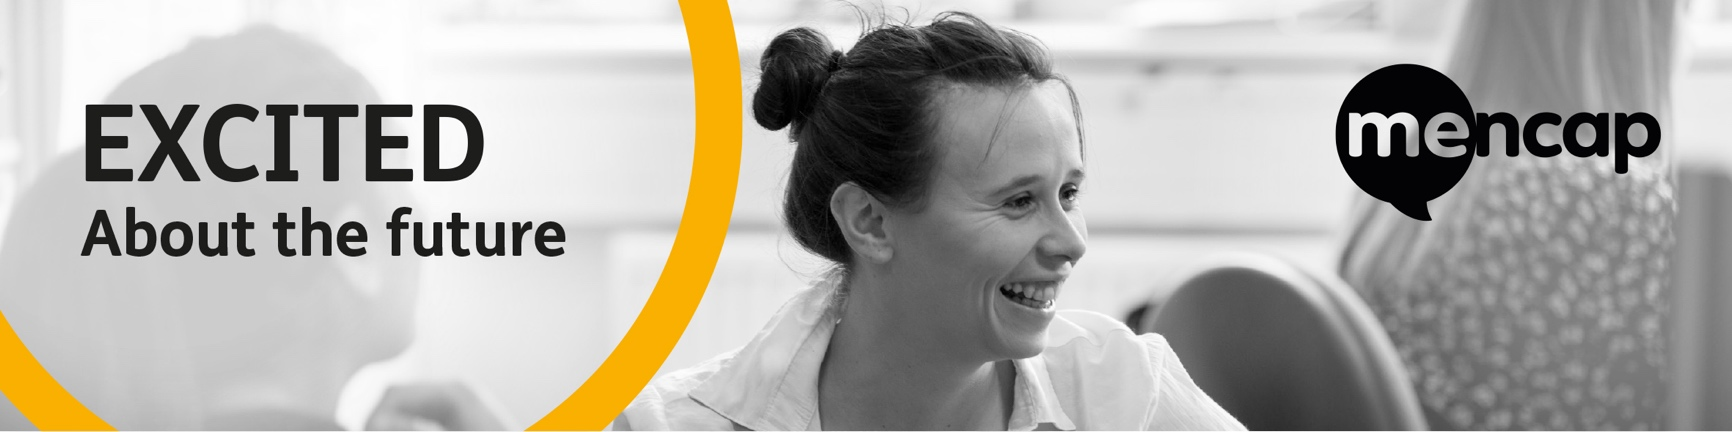 EXCITED
About the future
mencap